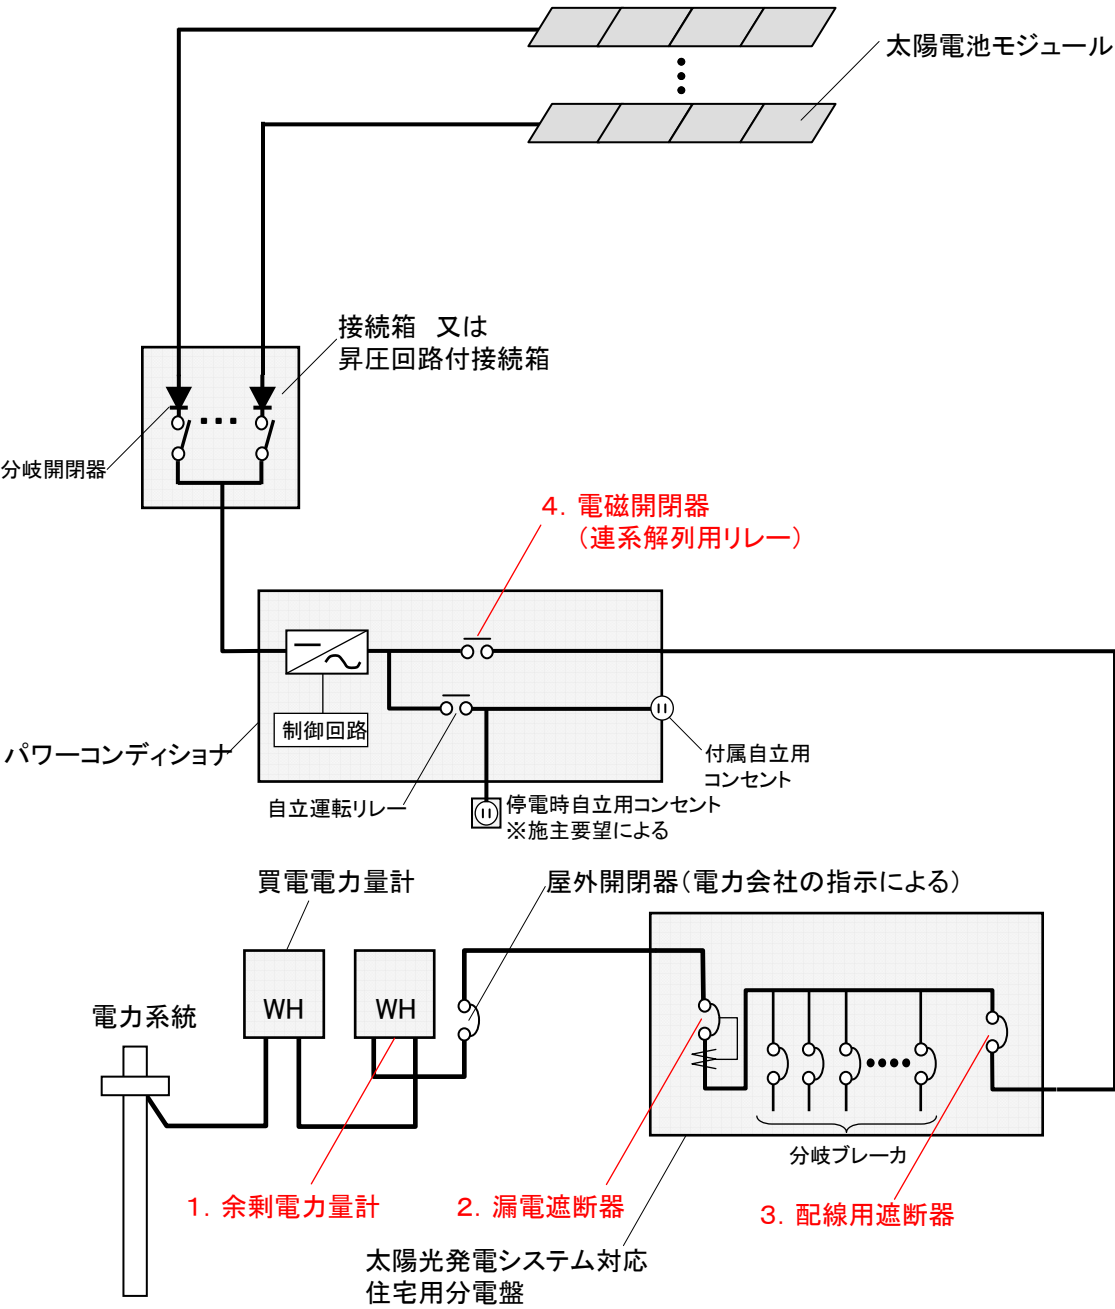 太陽電池モジュール
接続箱　又は
昇圧回路付接続箱
分岐開閉器
4．電磁開閉器
（連系解列用リレー）
制御回路
パワーコンディショナ
付属自立用
コンセント
自立運転リレー
停電時自立用コンセント
※施主要望による
買電電力量計
屋外開閉器（電力会社の指示による）
WH
WH
電力系統
分岐ブレーカ
1．余剰電力量計
2．漏電遮断器
3．配線用遮断器
太陽光発電システム対応
住宅用分電盤